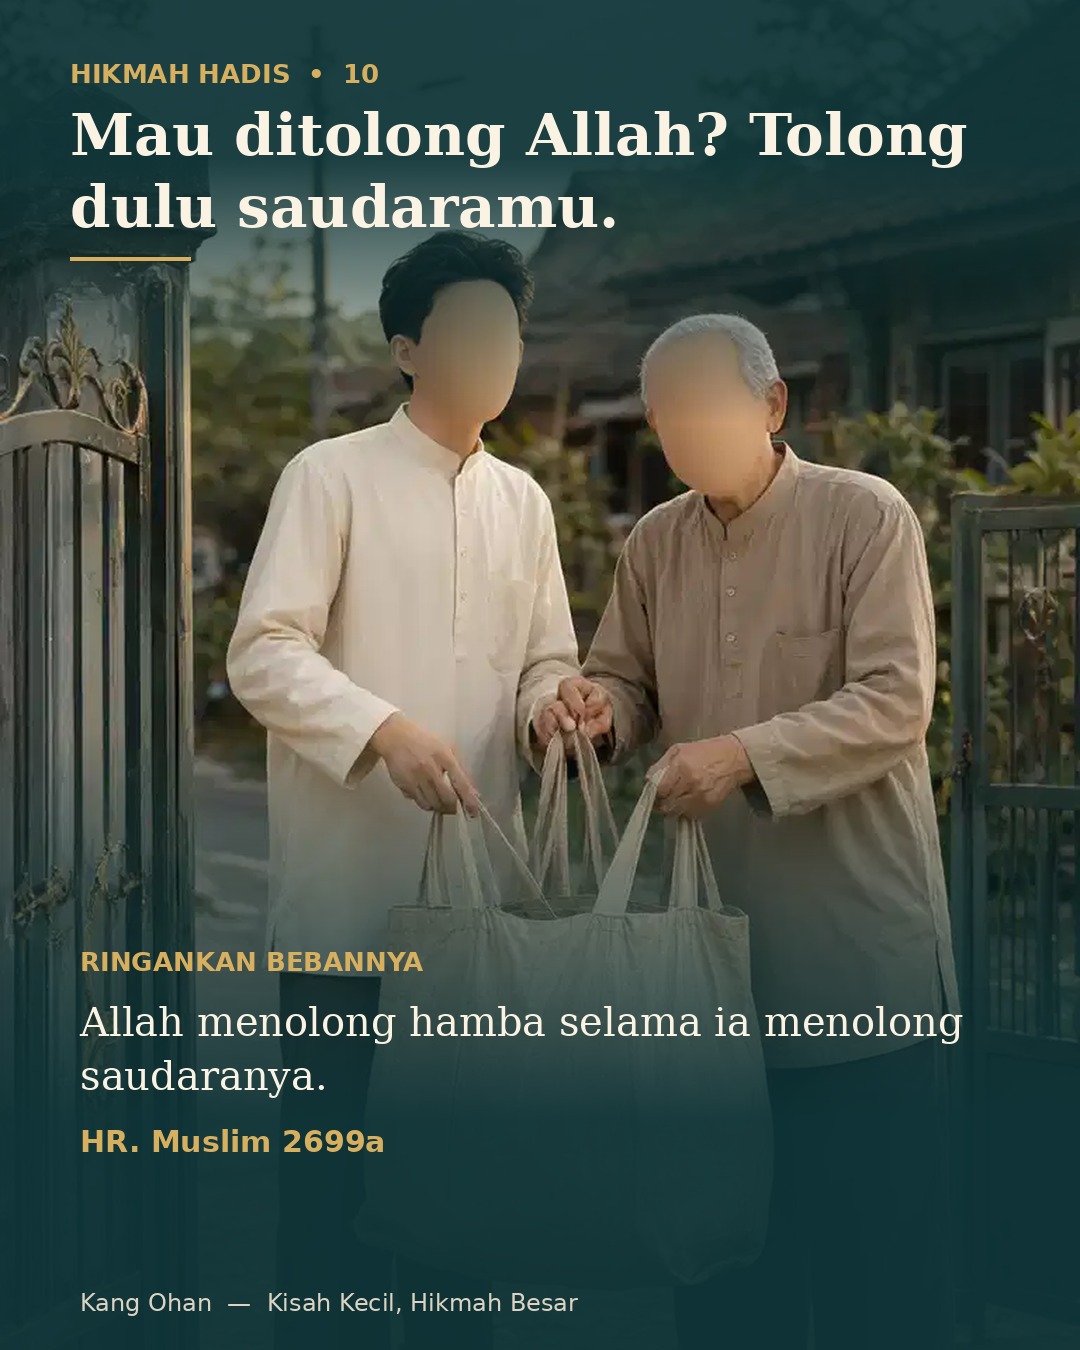 HIKMAH HADIS • 10
Mau ditolong Allah? Tolong
dulu saudaramu.
RINGANKAN BEBANNYA
Allah menolong hamba selama ia menolong
saudaranya.
HR. Muslim 2699a
Kang Ohan — Kisah Kecil, Hikmah Besar